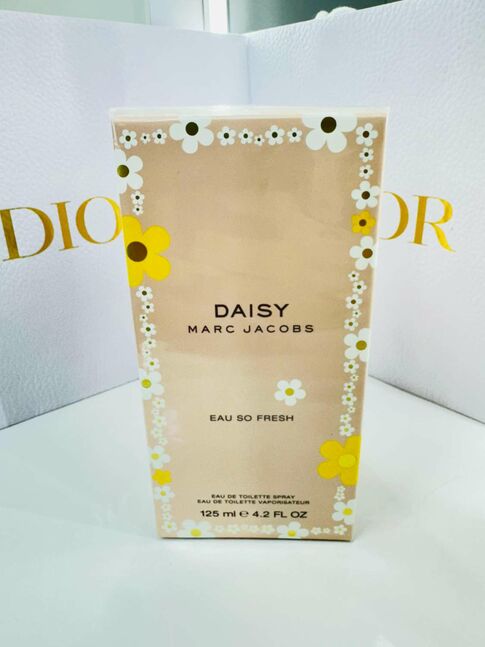 DIO
OR
DAISY
MARC JACOBS
EAU SO FRESH
EAU DE TOILETTE SPRAY
EAU DE TOILETTE VAPORISATEUR
125 ml ℮ 4.2 FL OZ